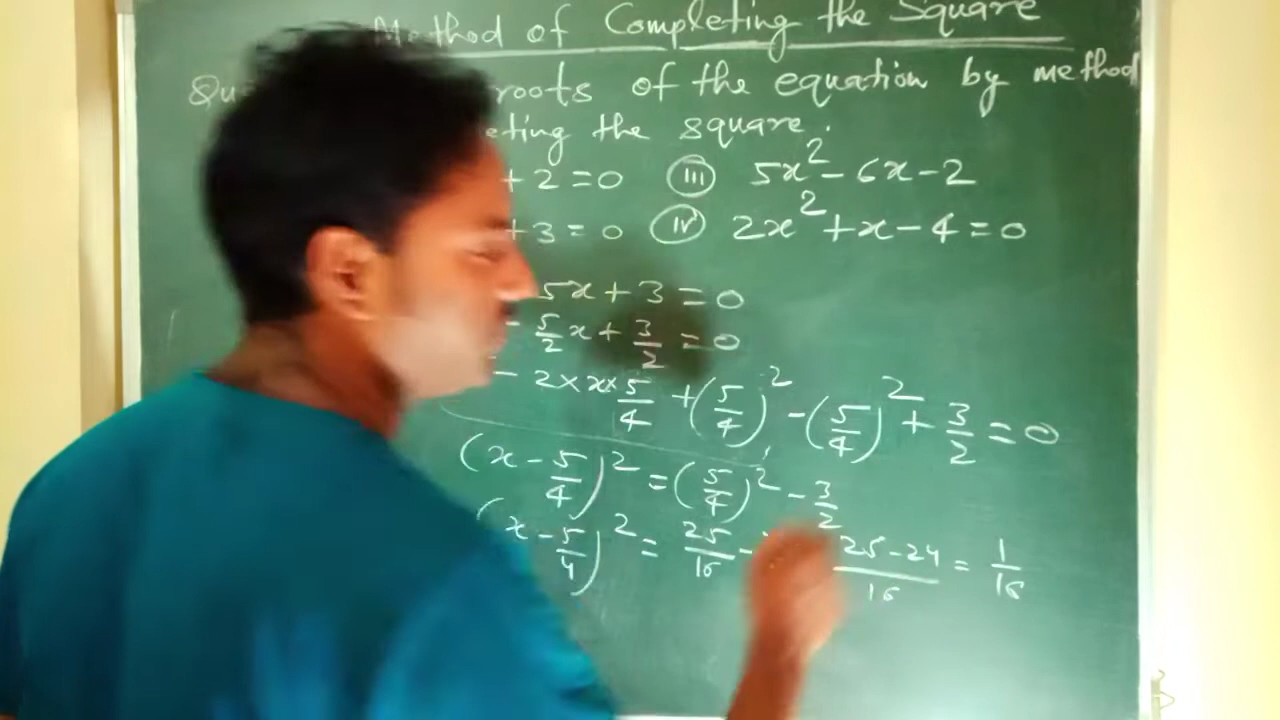 Method of Completing the Square
roots of the equation by method
eting the square.
+ 2 = 0 (iii) 5x² - 6x - 2
+ 3 = 0 (iv) 2x² + x - 4 = 0
5x + 3 = 0
- 5/2 x + 3/2 = 0
- 2 × x × 5/4 + (5/4)² - (5/4)² + 3/2 = 0
(x - 5/4)² = (5/4)² - 3/2
(x - 5/4)² = 25/16 - 25 - 24/16 = 1/16